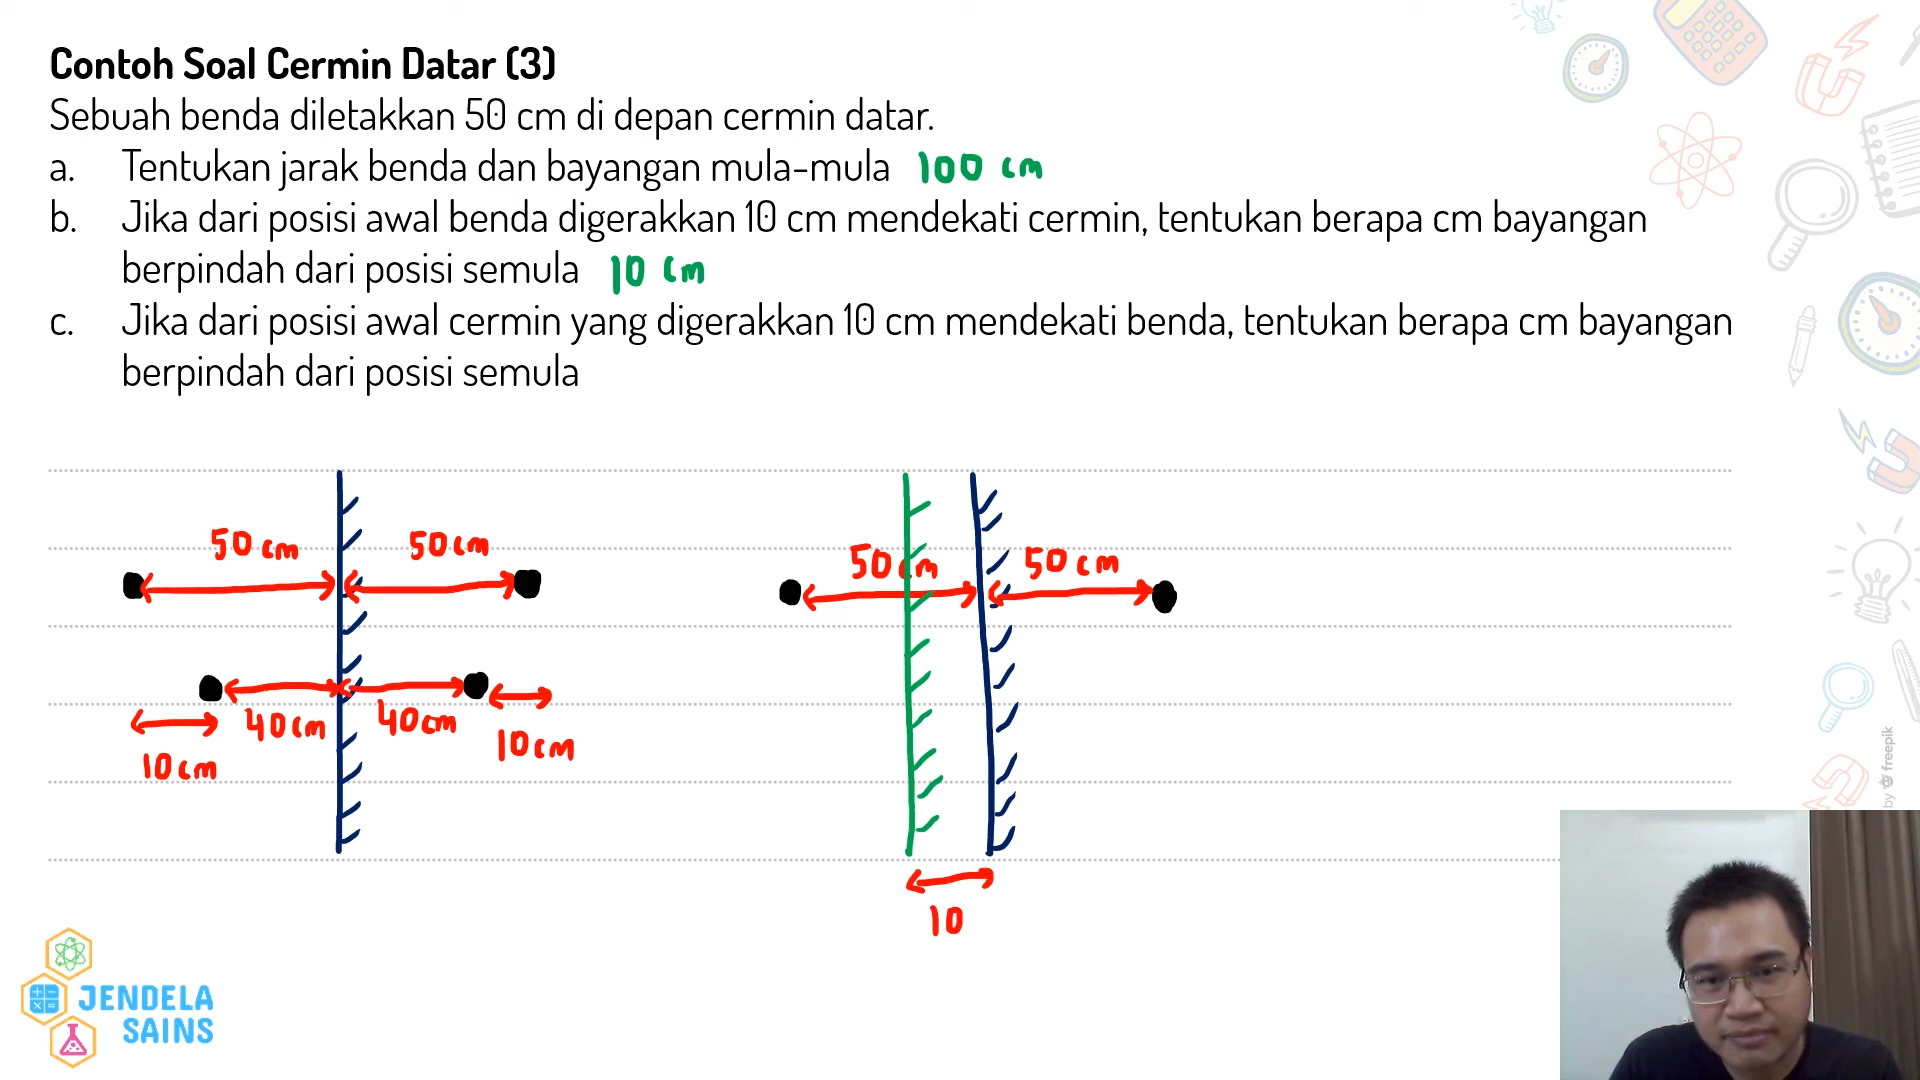 Contoh Soal Cermin Datar (3)
Sebuah benda diletakkan 50 cm di depan cermin datar.
a. Tentukan jarak benda dan bayangan mula-mula 100 cm
b. Jika dari posisi awal benda digerakkan 10 cm mendekati cermin, tentukan berapa cm bayangan
berpindah dari posisi semula 10 cm
c. Jika dari posisi awal cermin yang digerakkan 10 cm mendekati benda, tentukan berapa cm bayangan
berpindah dari posisi semula
50 cm
50 cm
50 cm
50 cm
40 cm
40 cm
10 cm
10 cm
10
JENDELA
SAINS
by freepik